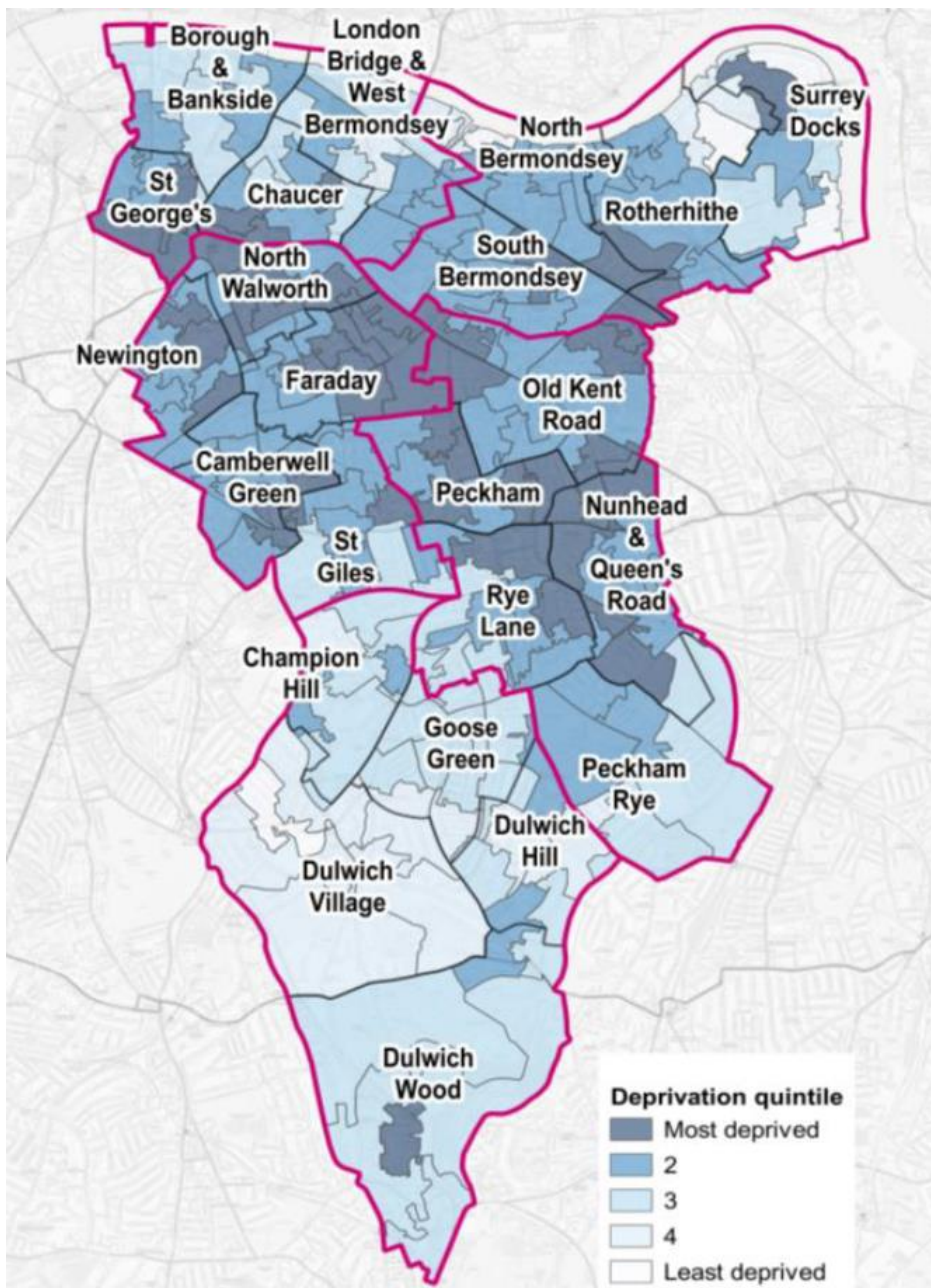 Borough
&
Bankside
London
Bridge &
West
Bermondsey
North
Bermondsey
Surrey
Docks
St
George's
Chaucer
Rotherhithe
South
Bermondsey
North
Walworth
Newington
Faraday
Old Kent
Road
Camberwell
Green
Peckham
Nunhead
&
Queen's
Road
St
Giles
Rye
Lane
Champion
Hill
Goose
Green
Peckham
Rye
Dulwich
Hill
Dulwich
Village
Dulwich
Wood
Deprivation quintile
Most deprived
2
3
4
Least deprived